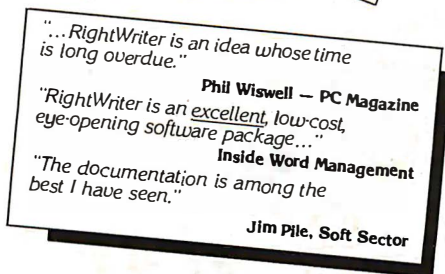 "...RightWriter is an idea whose time
is long overdue."
Phil Wiswell — PC Magazine
"RightWriter is an excellent, low-cost,
eye-opening software package..."
Inside Word Management
"The documentation is among the
best I have seen."
Jim Pile, Soft Sector